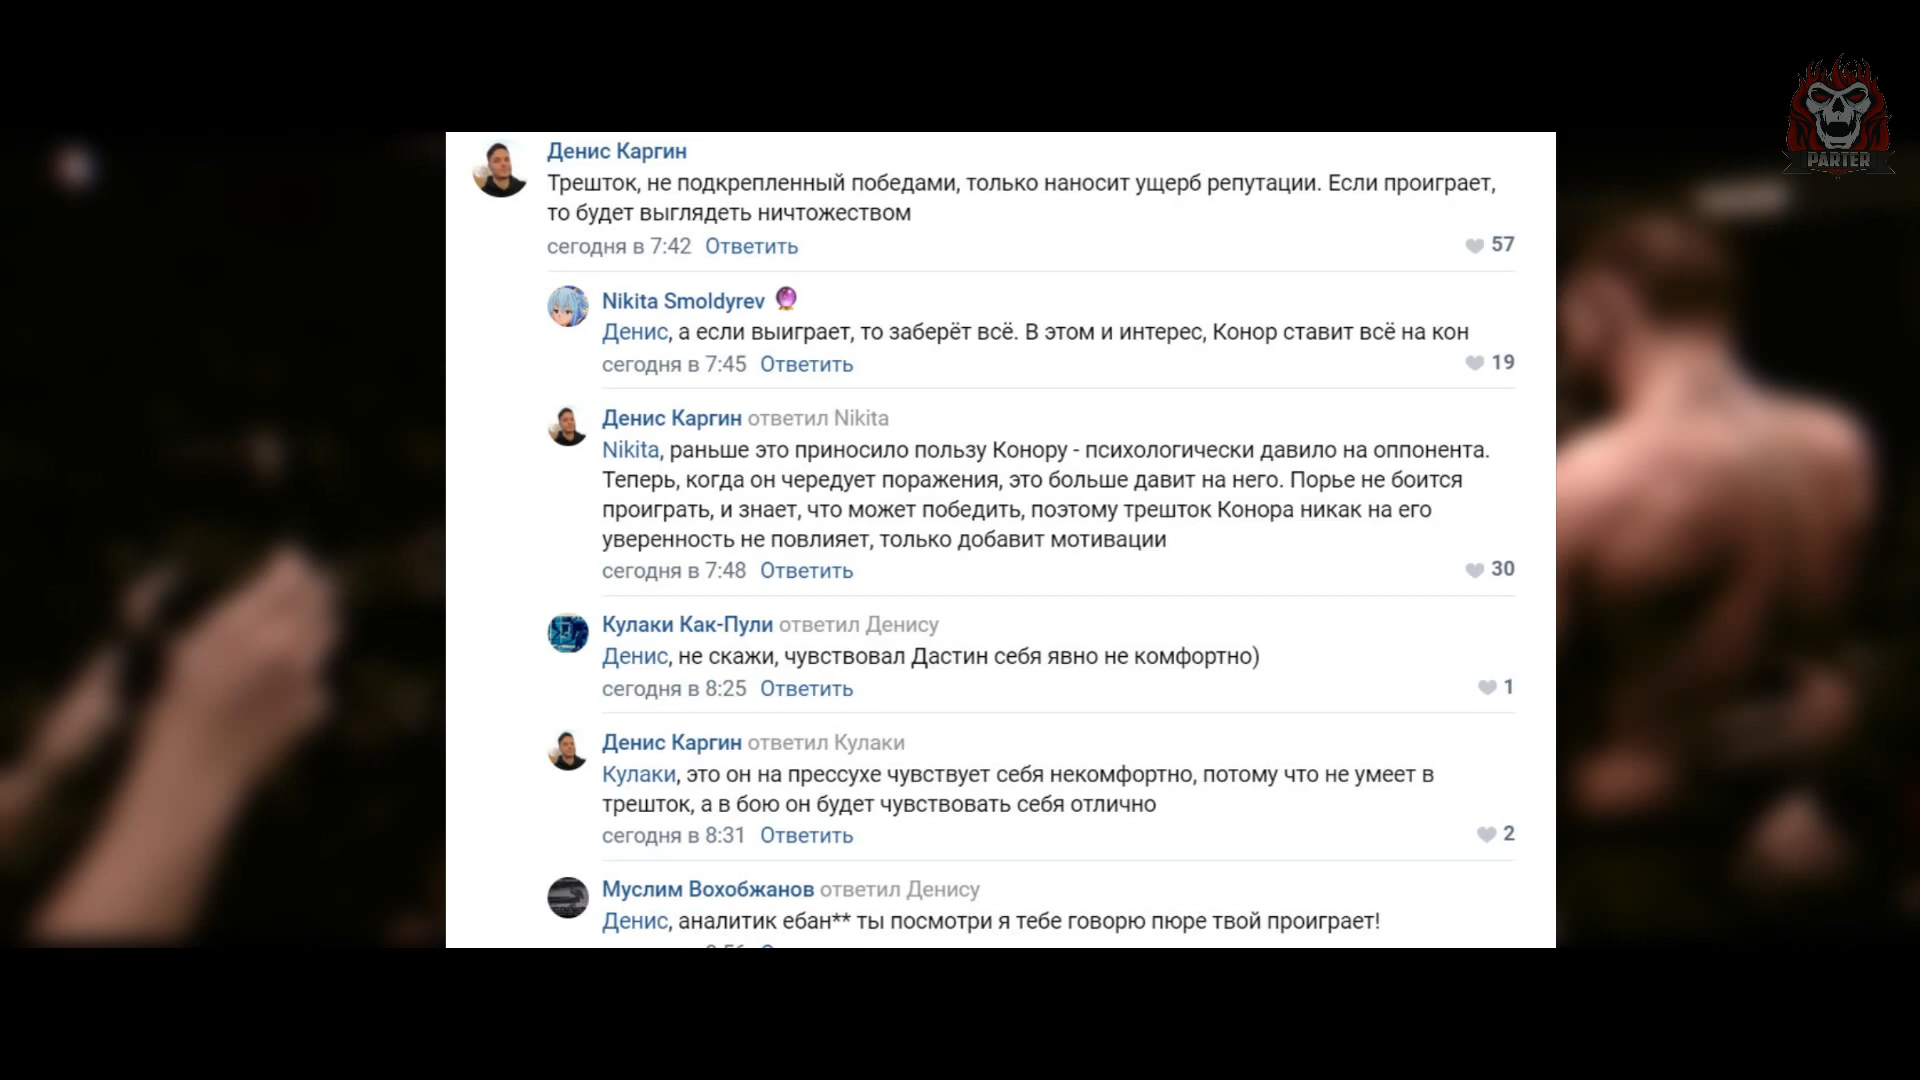 PARTER
Денис Каргин
Трешток, не подкрепленный победами, только наносит ущерб репутации. Если проиграет,
то будет выглядеть ничтожеством
сегодня в 7:42 Ответить 57
Nikita Smoldyrev
Денис, а если выиграет, то заберёт всё. В этом и интерес, Конор ставит всё на кон
сегодня в 7:45 Ответить 19
Денис Каргин ответил Nikita
Nikita, раньше это приносило пользу Конору - психологически давило на оппонента.
Теперь, когда он чередует поражения, это больше давит на него. Порье не боится
проиграть, и знает, что может победить, поэтому трешток Конора никак на его
уверенность не повлияет, только добавит мотивации
сегодня в 7:48 Ответить 30
Кулаки Как-Пули ответил Денису
Денис, не скажи, чувствовал Дастин себя явно не комфортно)
сегодня в 8:25 Ответить 1
Денис Каргин ответил Кулаки
Кулаки, это он на прессухе чувствует себя некомфортно, потому что не умеет в
трешток, а в бою он будет чувствовать себя отлично
сегодня в 8:31 Ответить 2
Муслим Вохобжанов ответил Денису
Денис, аналитик ебан** ты посмотри я тебе говорю пюре твой проиграет!